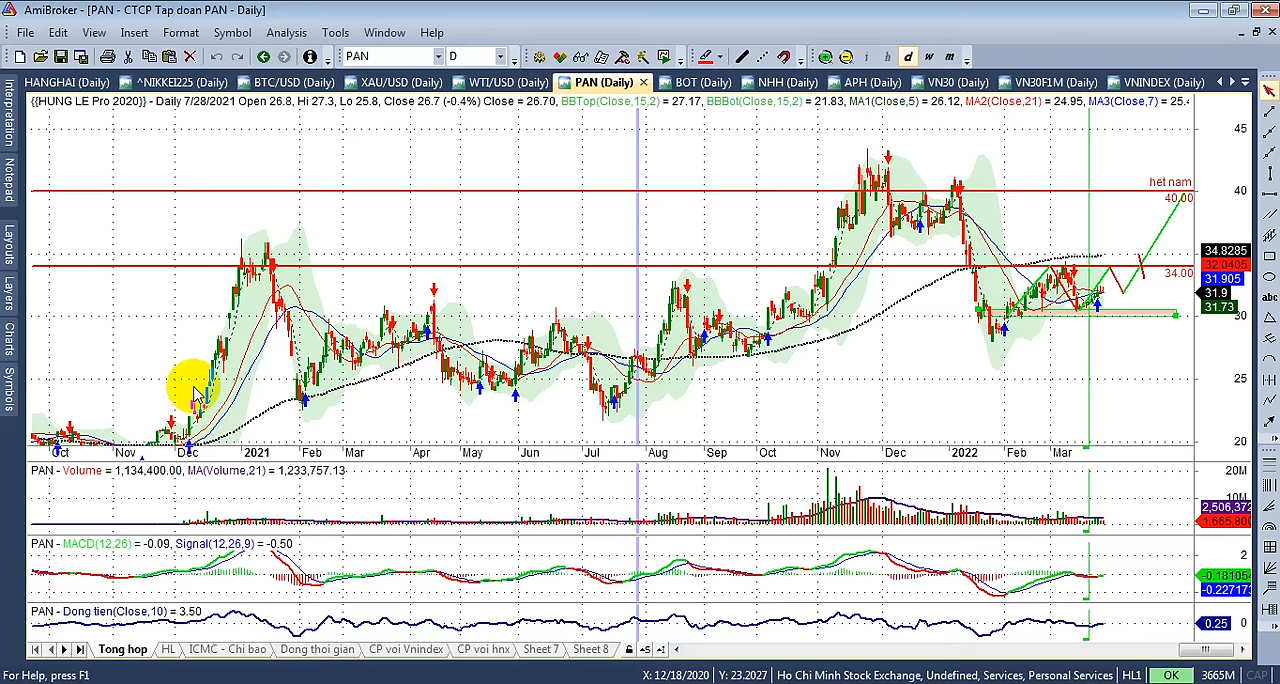 AmiBroker - [PAN - CTCP Tap doan PAN - Daily]
File Edit View Insert Format Symbol Analysis Tools Window Help
PAN D i h d w m
HANGHAI (Daily) ^NIKKEI225 (Daily) BTC/USD (Daily) XAU/USD (Daily) WTI/USD (Daily) PAN (Daily) BOT (Daily) NHH (Daily) APH (Daily) VN30 (Daily) VN30F1M (Daily) VNINDEX (Daily)
{{HUNG LE Pro 2020}} - Daily 7/28/2021 Open 26.8, Hi 27.3, Lo 25.8, Close 26.7 (-0.4%) Close = 26.70, BBTop(Close,15,2) = 27.17, BBBot(Close,15,2) = 21.83, MA1(Close,5) = 26.12, MA2(Close,21) = 24.95, MA3(Close,7) = 25.4
Interpretation
Notepad
Layouts
Layers
Charts
Symbols
45
het nam
40
40.00
34.8285
32.0405
34.00
31.905
31.9
31.73
30
25
20
abc
Oct Nov Dec 2021 Feb Mar Apr May Jun Jul Aug Sep Oct Nov Dec 2022 Feb Mar
PAN - Volume = 1,134,400.00, MA(Volume,21) = 1,233,757.13
20M
10M
2,506,372
1,665,800
PAN - MACD(12,26) = -0.09, Signal(12,26,9) = -0.50
2
-0.181054
-0.227173
PAN - Dong tien(Close,10) = 3.50
0.25 0
Tong hop HL ICMC - Chi bao Dong thoi gian CP voi Vnindex CP voi hnx Sheet 7 Sheet 8
For Help, press F1 X: 12/18/2020 Y: 23.2027 Ho Chi Minh Stock Exchange, Undefined, Services, Personal Services HL1 OK 3665M CAP